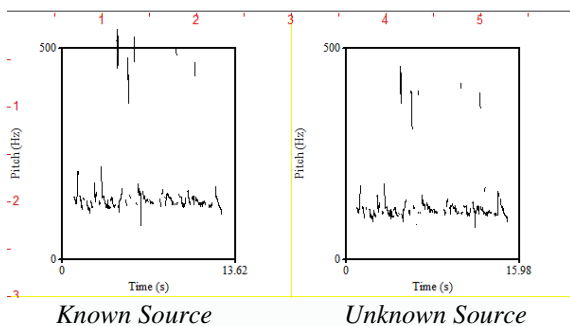 1 2 3 4 5
500
500
-1
Pitch (Hz)
Pitch (Hz)
-2
0
0
0 13.62
0 15.98
Time (s)
Time (s)
-3
Known Source
Unknown Source